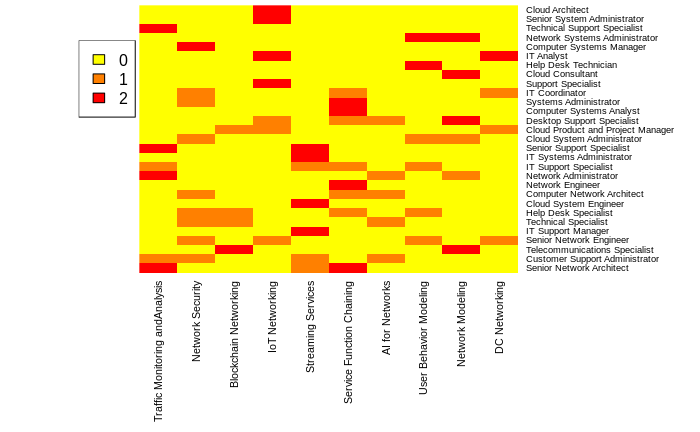 0
1
2
Cloud Architect
Senior System Administrator
Technical Support Specialist
Network Systems Administrator
Computer Systems Manager
IT Analyst
Help Desk Technician
Cloud Consultant
Support Specialist
IT Coordinator
Systems Administrator
Computer Systems Analyst
Desktop Support Specialist
Cloud Product and Project Manager
Cloud System Administrator
Senior Support Specialist
IT Systems Administrator
IT Support Specialist
Network Administrator
Network Engineer
Computer Network Architect
Cloud System Engineer
Help Desk Specialist
Technical Specialist
IT Support Manager
Senior Network Engineer
Telecommunications Specialist
Customer Support Administrator
Senior Network Architect
Traffic Monitoring andAnalysis
Network Security
Blockchain Networking
IoT Networking
Streaming Services
Service Function Chaining
AI for Networks
User Behavior Modeling
Network Modeling
DC Networking